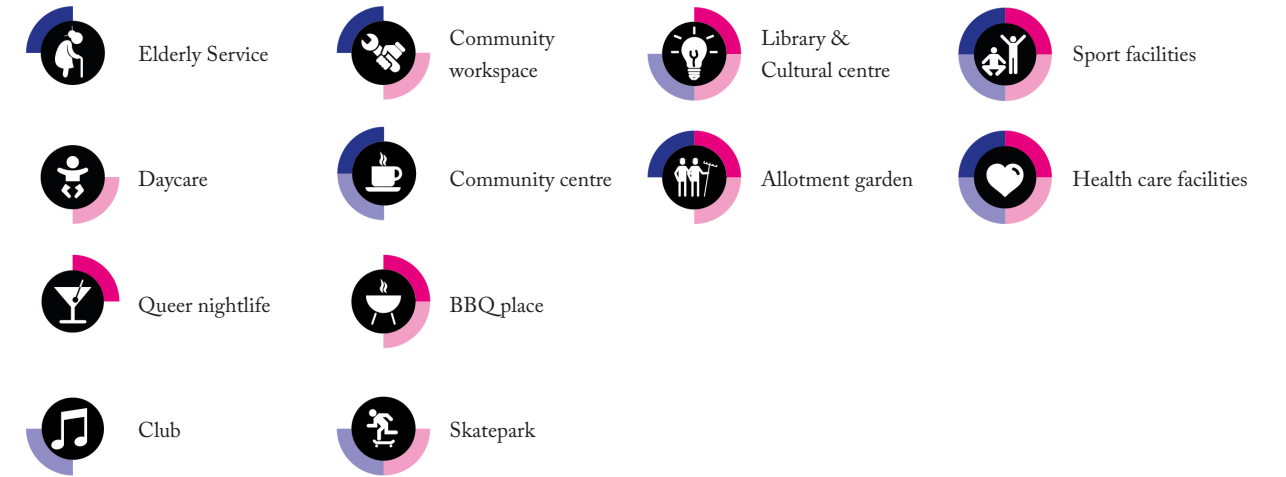 Elderly Service
Community
workspace
Library &
Cultural centre
Sport facilities
Daycare
Community centre
Allotment garden
Health care facilities
Queer nightlife
BBQ place
Club
Skatepark